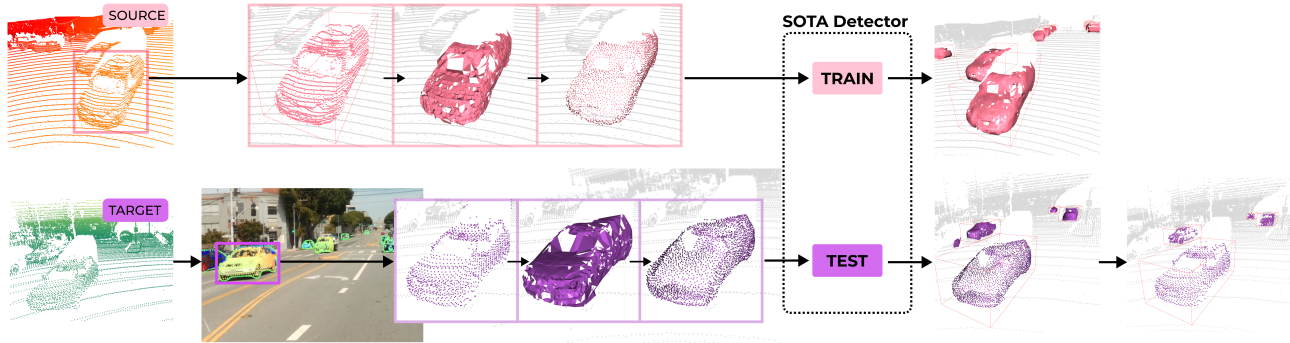 SOURCE
SOTA Detector
TRAIN
TARGET
TEST